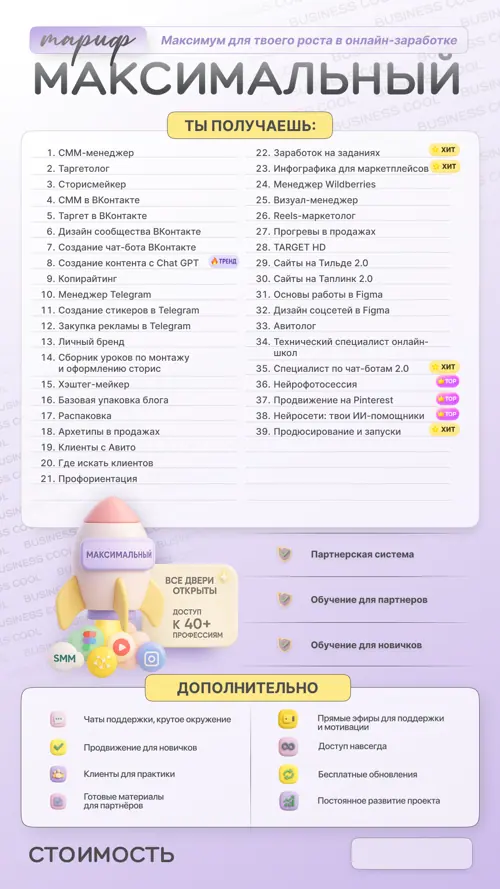 тариф
Максимум для твоего роста в онлайн-заработке
МАКСИМАЛЬНЫЙ
ТЫ ПОЛУЧАЕШЬ:
1. СММ-менеджер
2. Таргетолог
3. Сторисмейкер
4. СММ в ВКонтакте
5. Таргет в ВКонтакте
6. Дизайн сообщества ВКонтакте
7. Создание чат-бота ВКонтакте
8. Создание контента с Chat GPT ТРЕНД
9. Копирайтинг
10. Менеджер Telegram
11. Создание стикеров в Telegram
12. Закупка рекламы в Telegram
13. Личный бренд
14. Сборник уроков по монтажу
и оформлению сторис
15. Хэштег-мейкер
16. Базовая упаковка блога
17. Распаковка
18. Архетипы в продажах
19. Клиенты с Авито
20. Где искать клиентов
21. Профориентация
22. Заработок на заданиях ХИТ
23. Инфографика для маркетплейсов ХИТ
24. Менеджер Wildberries
25. Визуал-менеджер
26. Reels-маркетолог
27. Прогревы в продажах
28. TARGET HD
29. Сайты на Тильде 2.0
30. Сайты на Таплинк 2.0
31. Основы работы в Figma
32. Дизайн соцсетей в Figma
33. Авитолог
34. Технический специалист онлайн-
школ
35. Специалист по чат-ботам 2.0 ХИТ
36. Нейрофотосессия TOP
37. Продвижение на Pinterest TOP
38. Нейросети: твои ИИ-помощники TOP
39. Продюсирование и запуски ХИТ
МАКСИМАЛЬНЫЙ
ВСЕ ДВЕРИ
ОТКРЫТЫ
ДОСТУП
К 40+
ПРОФЕССИЯМ
SMM
Партнерская система
Обучение для партнеров
Обучение для новичков
ДОПОЛНИТЕЛЬНО
Чаты поддержки, крутое окружение
Продвижение для новичков
Клиенты для практики
Готовые материалы
для партнёров
Прямые эфиры для поддержки
и мотивации
Доступ навсегда
Бесплатные обновления
Постоянное развитие проекта
СТОИМОСТЬ
BUSINESS COOL